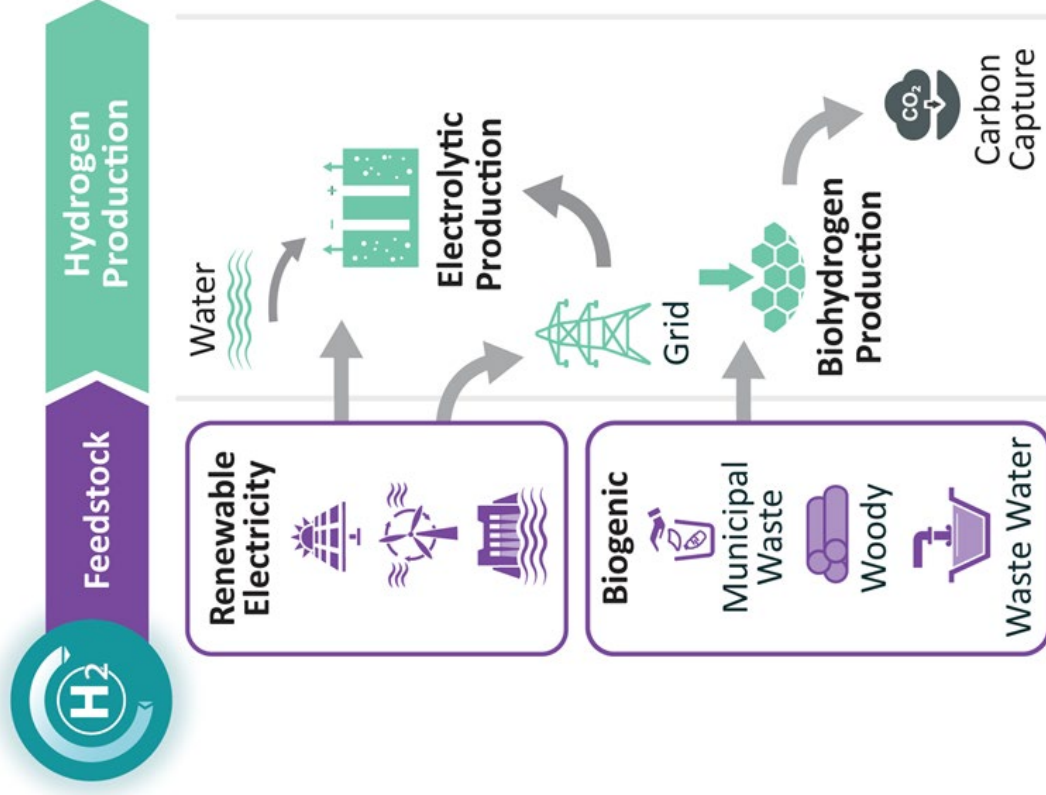 H2
Feedstock
Hydrogen
Production
Renewable
Electricity
Biogenic
Municipal
Waste
Woody
Waste Water
Water
- +
Electrolytic
Production
Grid
Biohydrogen
Production
CO₂
Carbon
Capture